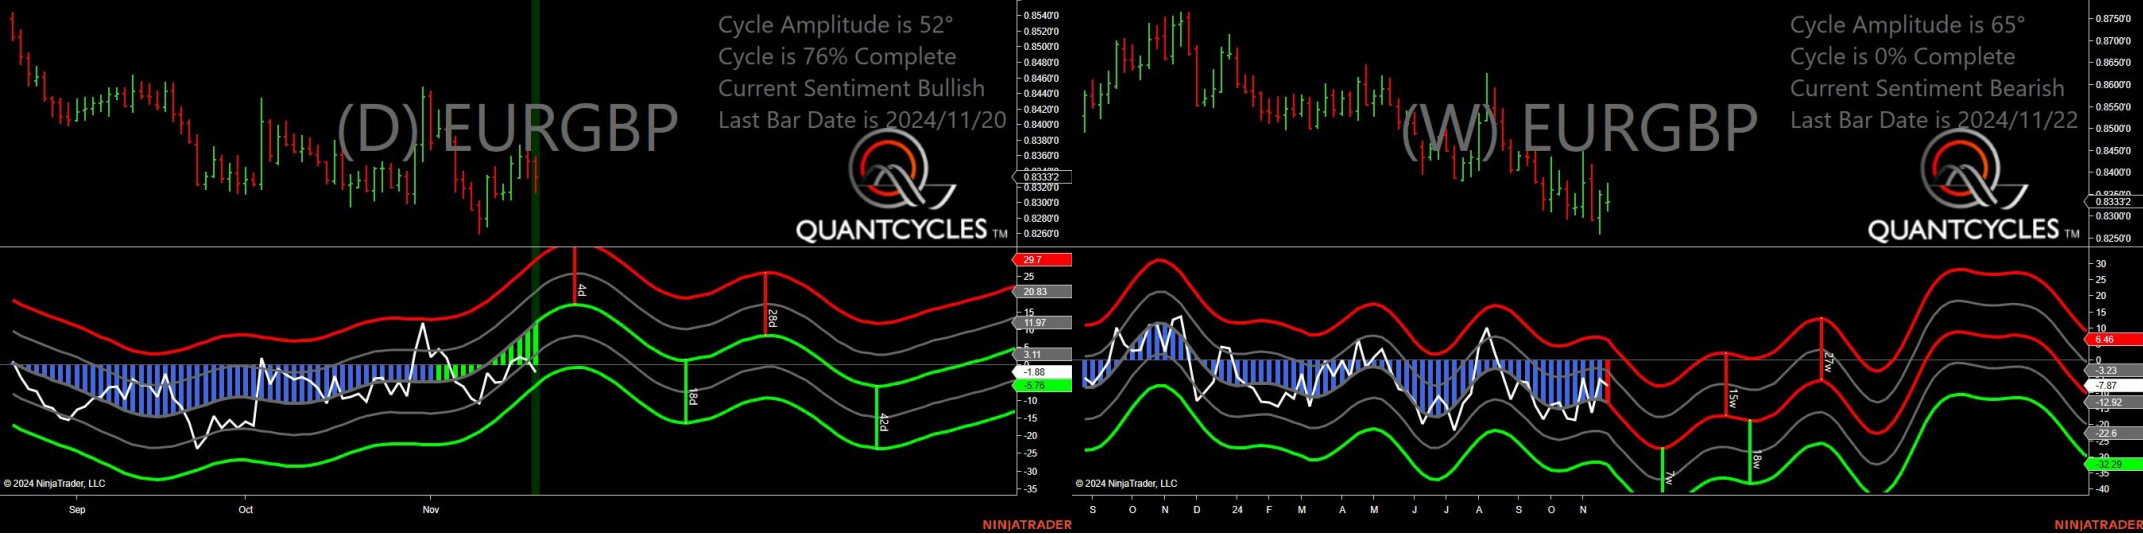 Cycle Amplitude is 52°
Cycle is 76% Complete
Current Sentiment Bullish
Last Bar Date is 2024/11/20
(D) EURGBP
QUANTCYCLES TM
0.8540'0
0.8520'0
0.8500'0
0.8480'0
0.8460'0
0.8440'0
0.8420'0
0.8400'0
0.8380'0
0.8360'0
0.8333'2
0.8320'0
0.8300'0
0.8280'0
0.8260'0
4d
18d
28d
42d
29.7
25
20.83
15
11.97
5
3.11
0
-1.88
-5.76
-10
-15
-20
-25
-30
-35
© 2024 NinjaTrader, LLC
Sep Oct Nov
NINJATRADER
Cycle Amplitude is 65°
Cycle is 0% Complete
Current Sentiment Bearish
Last Bar Date is 2024/11/22
(W) EURGBP
QUANTCYCLES TM
0.8750'0
0.8700'0
0.8650'0
0.8600'0
0.8550'0
0.8500'0
0.8450'0
0.8400'0
0.8333'2
0.8300'0
0.8250'0
7w
15w
18w
27w
30
25
20
15
10
6.46
0
-3.23
-7.87
-12.92
-15
-20
-22.6
-25
-32.29
-35
-40
© 2024 NinjaTrader, LLC
S O N D 24 F M A M J J A S O N
NINJATRADER